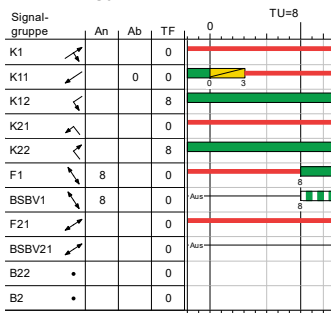 TU=8
Signal-
gruppe An Ab TF 0
K1 0
K11 0 0 0 3
K12 8
K21 0
K22 8
F1 8 0 8
BSBV1 8 0 Aus 8
F21 0
BSBV21 0 Aus
B22 0
B2 0